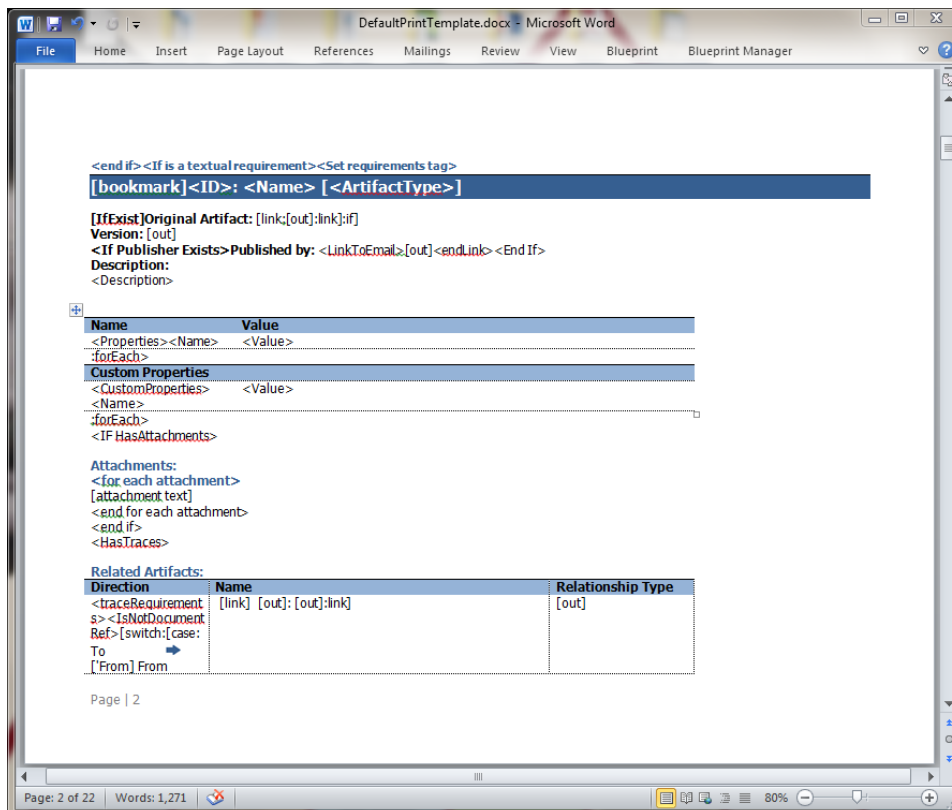 DefaultPrintTemplate.docx - Microsoft Word
File Home Insert Page Layout References Mailings Review View Blueprint Blueprint Manager
<end if><If is a textual requirement><Set requirements tag>
[bookmark]<ID>: <Name> [<ArtifactType>]
[IfExist]Original Artifact: [link;[out]:link]:if]
Version: [out]
<If Publisher Exists>Published by: <LinkToEmail>[out]<endLink><End If>
Description:
<Description>
Name Value
<Properties><Name> <Value>
:forEach>
Custom Properties
<CustomProperties> <Value>
<Name>
:forEach>
<IF HasAttachments>
Attachments:
<for each attachment>
[attachment text]
<end for each attachment>
<end if>
<HasTraces>
Related Artifacts:
Direction Name Relationship Type
<traceRequirement [link] [out]: [out]:link] [out]
s><IsNotDocument
Ref>[switch:[case:
To
['From] From
Page | 2
Page: 2 of 22 Words: 1,271 80%